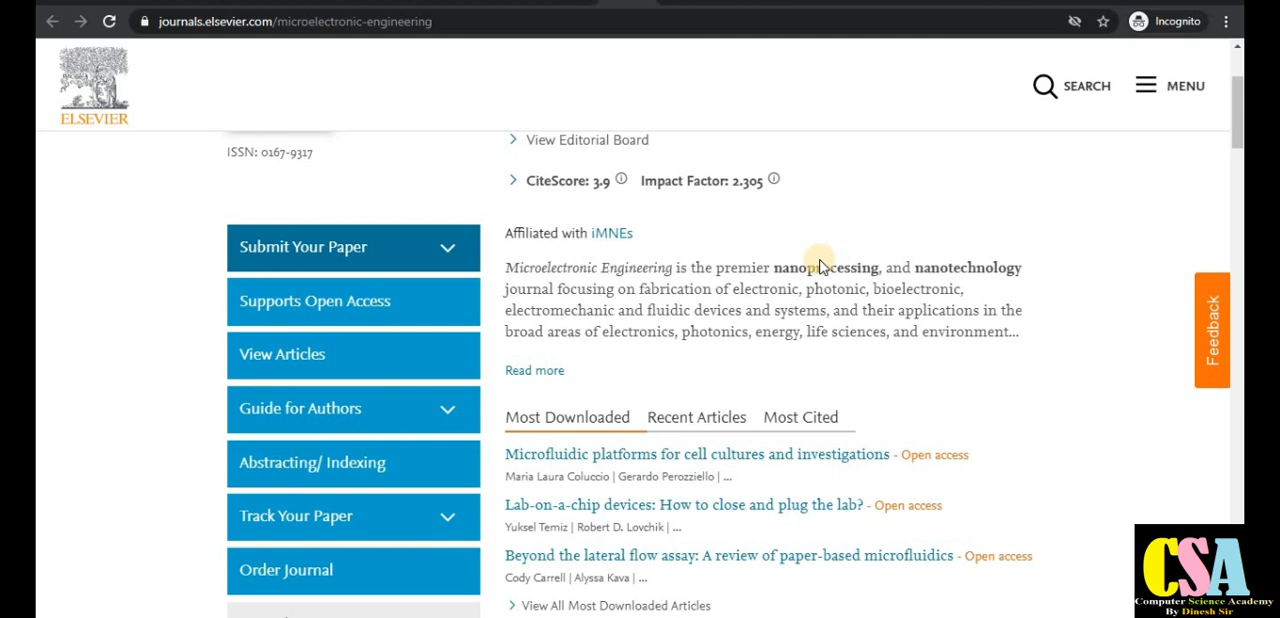 journals.elsevier.com/microelectronic-engineering
Incognito
ELSEVIER
SEARCH
MENU
ISSN: 0167-9317
View Editorial Board
CiteScore: 3.9
Impact Factor: 2.305
Submit Your Paper
Supports Open Access
View Articles
Guide for Authors
Abstracting/ Indexing
Track Your Paper
Order Journal
Affiliated with iMNEs
Microelectronic Engineering is the premier nanoprocessing, and nanotechnology
journal focusing on fabrication of electronic, photonic, bioelectronic,
electromechanic and fluidic devices and systems, and their applications in the
broad areas of electronics, photonics, energy, life sciences, and environment...
Read more
Most Downloaded
Recent Articles
Most Cited
Microfluidic platforms for cell cultures and investigations - Open access
Maria Laura Coluccio | Gerardo Perozziello | ...
Lab-on-a-chip devices: How to close and plug the lab? - Open access
Yuksel Temiz | Robert D. Lovchik | ...
Beyond the lateral flow assay: A review of paper-based microfluidics - Open access
Cody Carrell | Alyssa Kava | ...
View All Most Downloaded Articles
Feedback
CSA
Computer Science Academy
By Dinesh Sir